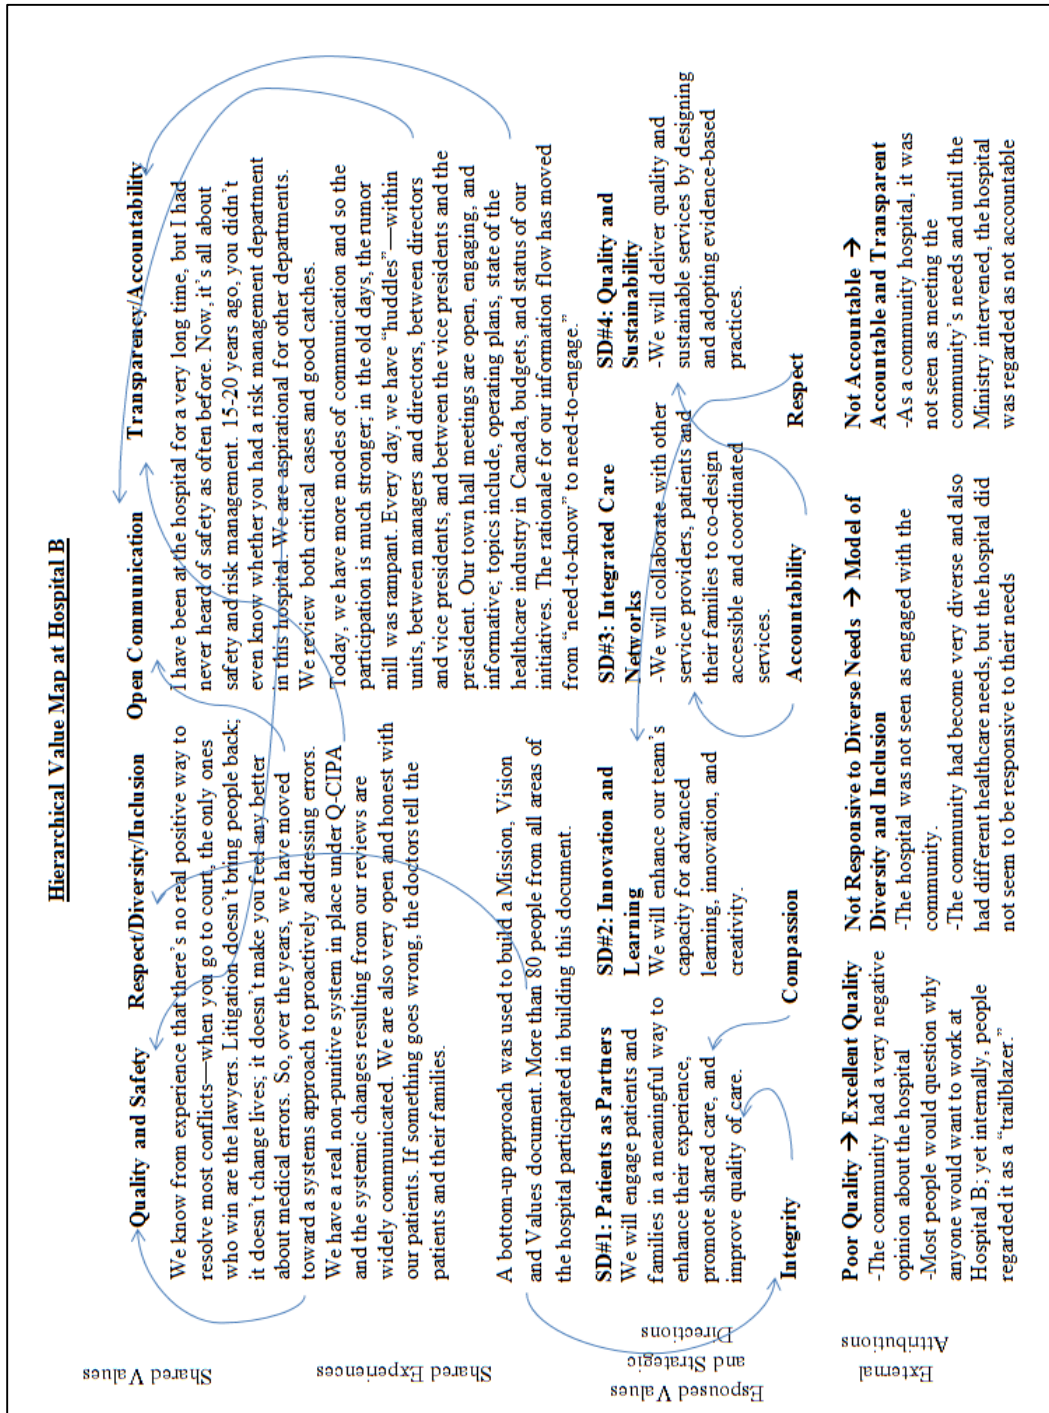 Hierarchical Value Map at Hospital B
Shared Values
Quality and Safety
Respect/Diversity/Inclusion
Open Communication
Transparency/Accountability
Shared Experiences
We know from experience that there's no real positive way to
resolve most conflicts—when you go to court, the only ones
who win are the lawyers. Litigation doesn't bring people back;
it doesn't change lives; it doesn't make you feel any better
about medical errors. So, over the years, we have moved
toward a systems approach to proactively addressing errors.
We have a real non-punitive system in place under Q-CIPA
and the systemic changes resulting from our reviews are
widely communicated. We are also very open and honest with
our patients. If something goes wrong, the doctors tell the
patients and their families.
A bottom-up approach was used to build a Mission, Vision
and Values document. More than 80 people from all areas of
the hospital participated in building this document.
I have been at the hospital for a very long time, but I had
never heard of safety as often before. Now, it's all about
safety and risk management. 15-20 years ago, you didn't
even know whether you had a risk management department
in this hospital. We are aspirational for other departments.
We review both critical cases and good catches.
Today, we have more modes of communication and so the
participation is much stronger; in the old days, the rumor
mill was rampant. Every day, we have "huddles"—within
units, between managers and directors, between directors
and vice presidents, and between the vice presidents and the
president. Our town hall meetings are open, engaging, and
informative; topics include, operating plans, state of the
healthcare industry in Canada, budgets, and status of our
initiatives. The rationale for our information flow has moved
from "need-to-know" to need-to-engage."
Espoused Values
and Strategic
Directions
SD#1: Patients as Partners
We will engage patients and
families in a meaningful way to
enhance their experience,
promote shared care, and
improve quality of care.
SD#2: Innovation and
Learning
We will enhance our team's
capacity for advanced
learning, innovation, and
creativity.
SD#3: Integrated Care
Networks
-We will collaborate with other
service providers, patients and
their families to co-design
accessible and coordinated
services.
SD#4: Quality and
Sustainability
-We will deliver quality and
sustainable services by designing
and adopting evidence-based
practices.
Integrity
Compassion
Accountability
Respect
External
Attributions
Poor Quality → Excellent Quality
-The community had a very negative
opinion about the hospital
-Most people would question why
anyone would want to work at
Hospital B; yet internally, people
regarded it as a "trailblazer."
Not Responsive to Diverse Needs → Model of
Diversity and Inclusion
-The hospital was not seen as engaged with the
community.
-The community had become very diverse and also
had different healthcare needs, but the hospital did
not seem to be responsive to their needs
Not Accountable →
Accountable and Transparent
-As a community hospital, it was
not seen as meeting the
community's needs and until the
Ministry intervened, the hospital
was regarded as not accountable